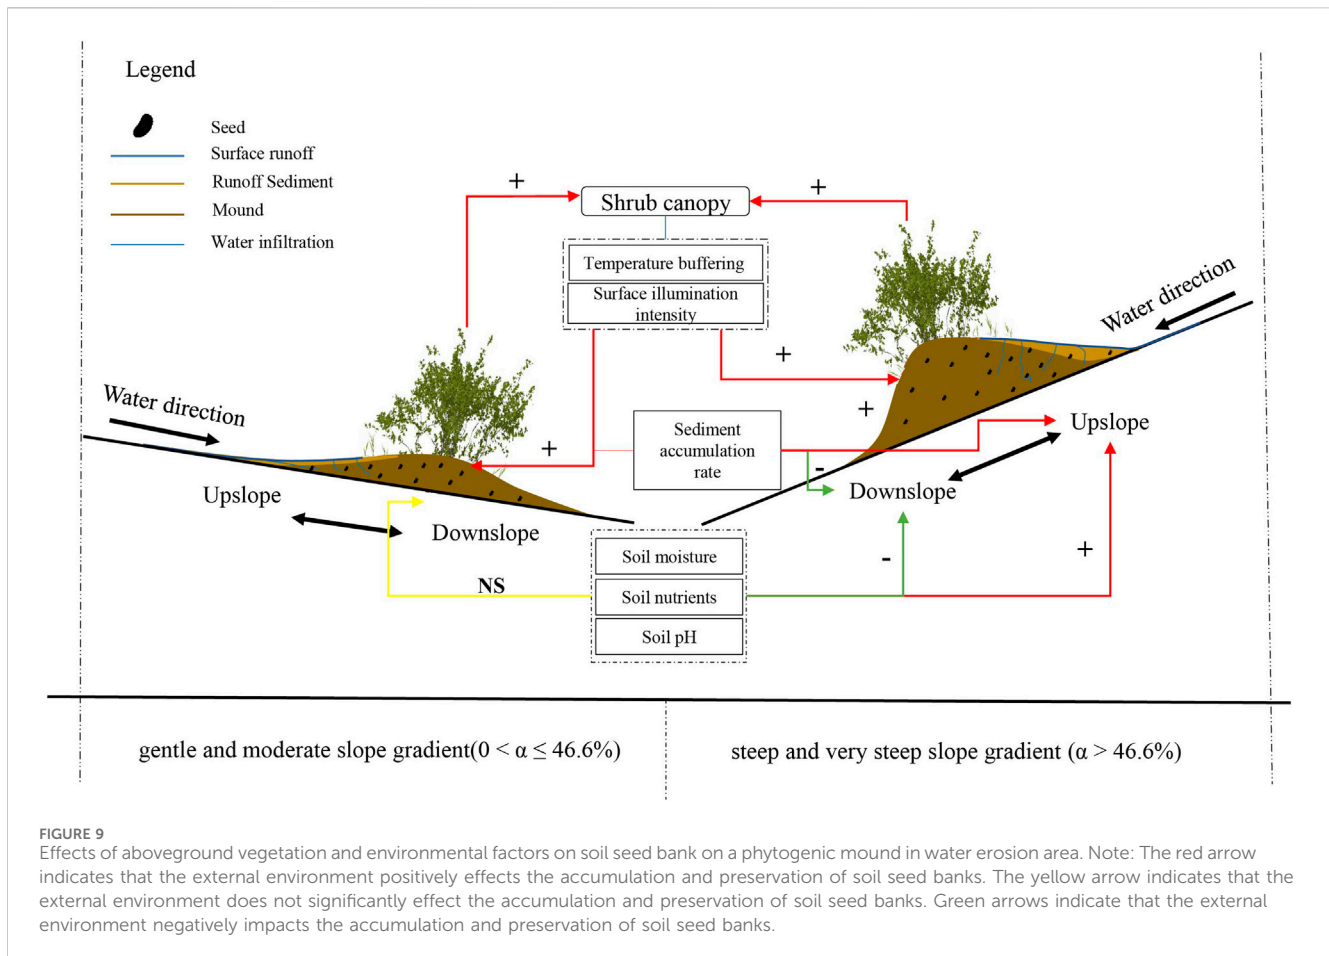 Legend
Seed
Surface runoff
Runoff Sediment
Mound
Water infiltration
+
+
Shrub canopy
Temperature buffering
Surface illumination
intensity
Water direction
+
Water direction
+
+
Sediment
accumulation
rate
Upslope
-
Downslope
Upslope
Downslope
Soil moisture
Soil nutrients
Soil pH
NS
-
+
gentle and moderate slope gradient(0 < α ≤ 46.6%)
steep and very steep slope gradient (α > 46.6%)
FIGURE 9
Effects of aboveground vegetation and environmental factors on soil seed bank on a phytogenic mound in water erosion area. Note: The red arrow
indicates that the external environment positively effects the accumulation and preservation of soil seed banks. The yellow arrow indicates that the
external environment does not significantly effect the accumulation and preservation of soil seed banks. Green arrows indicate that the external
environment negatively impacts the accumulation and preservation of soil seed banks.